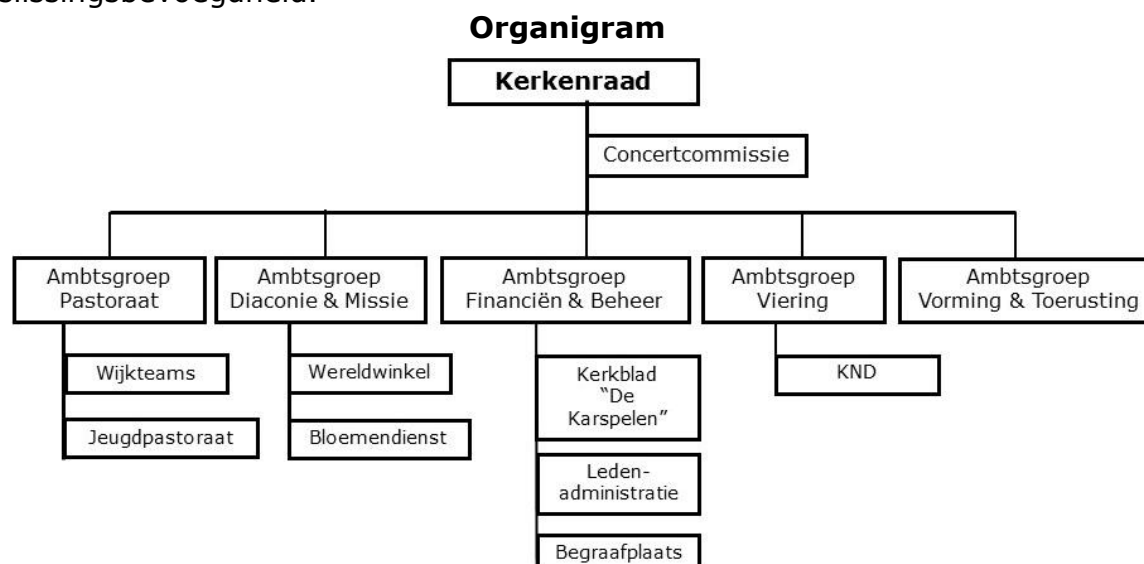 Organigram
Kerkenraad
Concertcommissie
Ambtsgroep
Pastoraat
Ambtsgroep
Diaconie & Missie
Ambtsgroep
Financiën & Beheer
Ambtsgroep
Viering
Ambtsgroep
Vorming & Toerusting
Wijkteams
Wereldwinkel
Kerkblad
“De
Karspelen”
KND
Jeugdpastoraat
Bloemendienst
Leden-
administratie
Begraafplaats